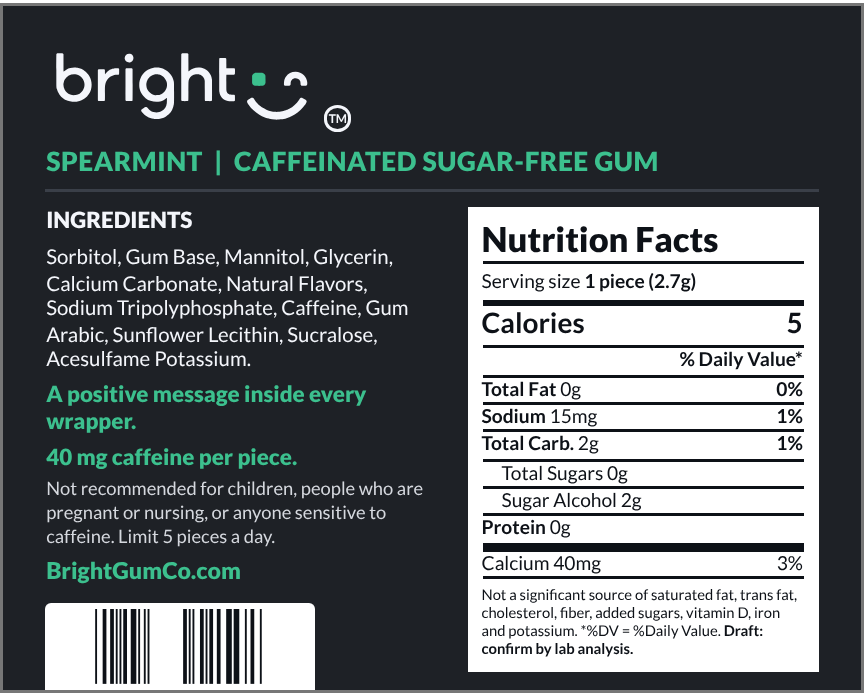 bright
TM
SPEARMINT | CAFFEINATED SUGAR-FREE GUM
INGREDIENTS
Sorbitol, Gum Base, Mannitol, Glycerin,
Calcium Carbonate, Natural Flavors,
Sodium Tripolyphosphate, Caffeine, Gum
Arabic, Sunflower Lecithin, Sucralose,
Acesulfame Potassium.
A positive message inside every
wrapper.
40 mg caffeine per piece.
Not recommended for children, people who are
pregnant or nursing, or anyone sensitive to
caffeine. Limit 5 pieces a day.
BrightGumCo.com
Nutrition Facts
Serving size 1 piece (2.7g)
Calories 5
% Daily Value*
Total Fat 0g 0%
Sodium 15mg 1%
Total Carb. 2g 1%
Total Sugars 0g
Sugar Alcohol 2g
Protein 0g
Calcium 40mg 3%
Not a significant source of saturated fat, trans fat,
cholesterol, fiber, added sugars, vitamin D, iron
and potassium. *%DV = %Daily Value. Draft:
confirm by lab analysis.